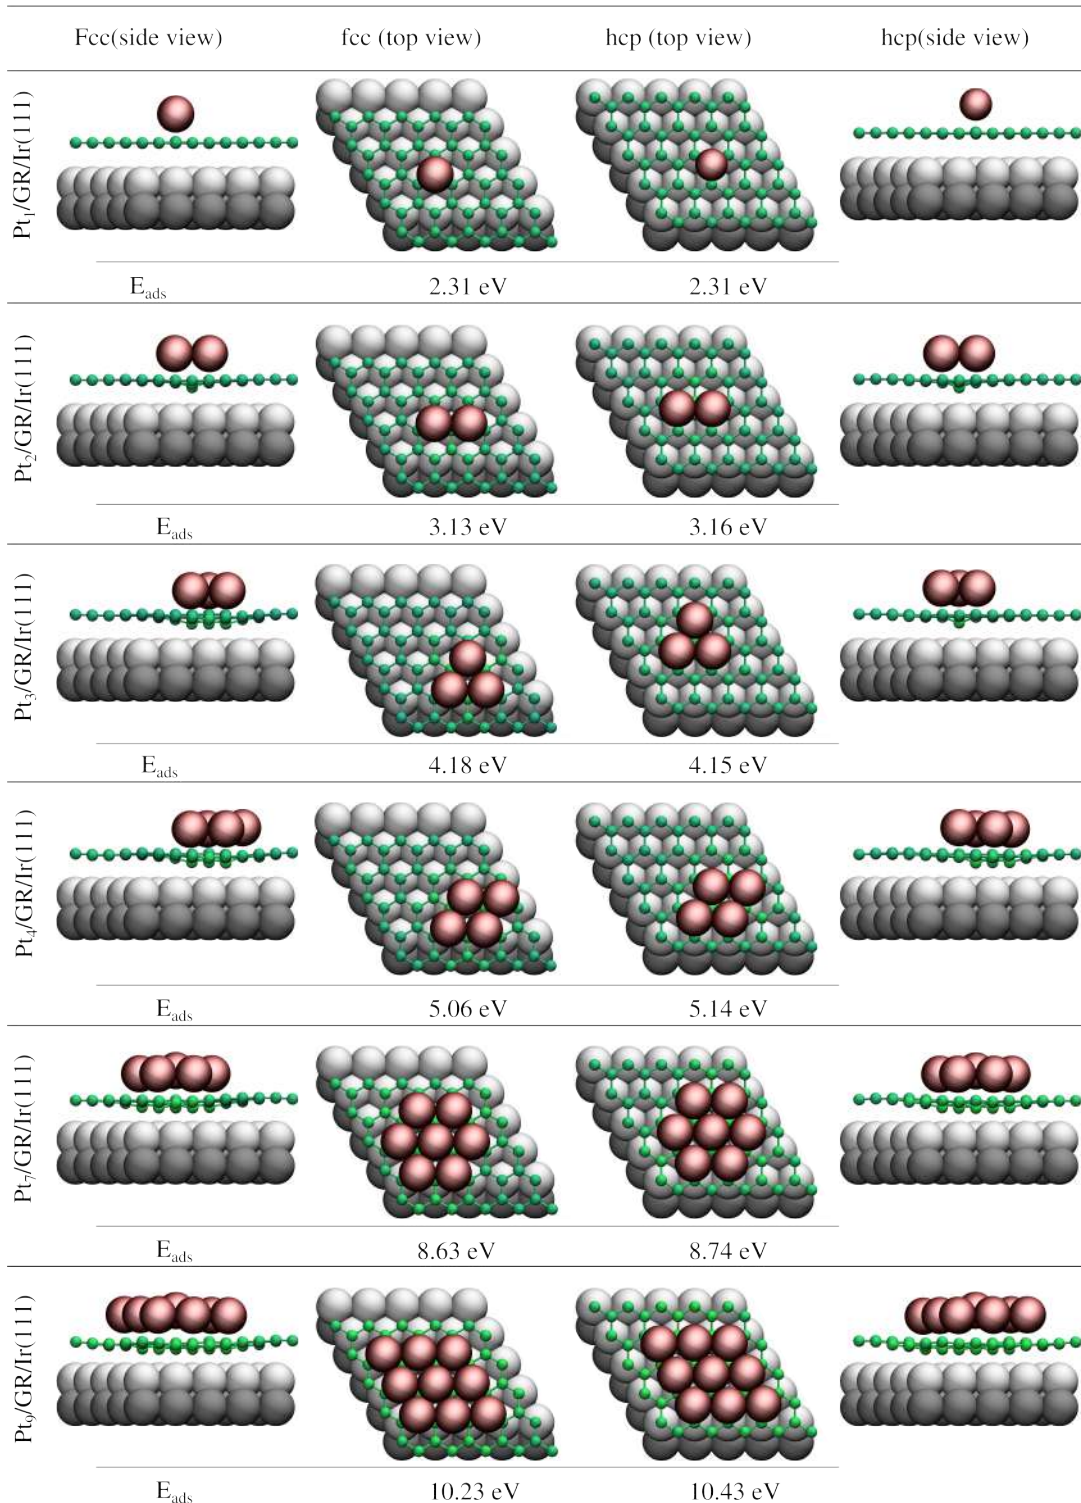 Fcc(side view) fcc (top view) hcp (top view) hcp(side view)
Pt1/GR/Ir(111)
Eads 2.31 eV 2.31 eV
Pt2/GR/Ir(111)
Eads 3.13 eV 3.16 eV
Pt3/GR/Ir(111)
Eads 4.18 eV 4.15 eV
Pt4/GR/Ir(111)
Eads 5.06 eV 5.14 eV
Pt7/GR/Ir(111)
Eads 8.63 eV 8.74 eV
Pt9/GR/Ir(111)
Eads 10.23 eV 10.43 eV